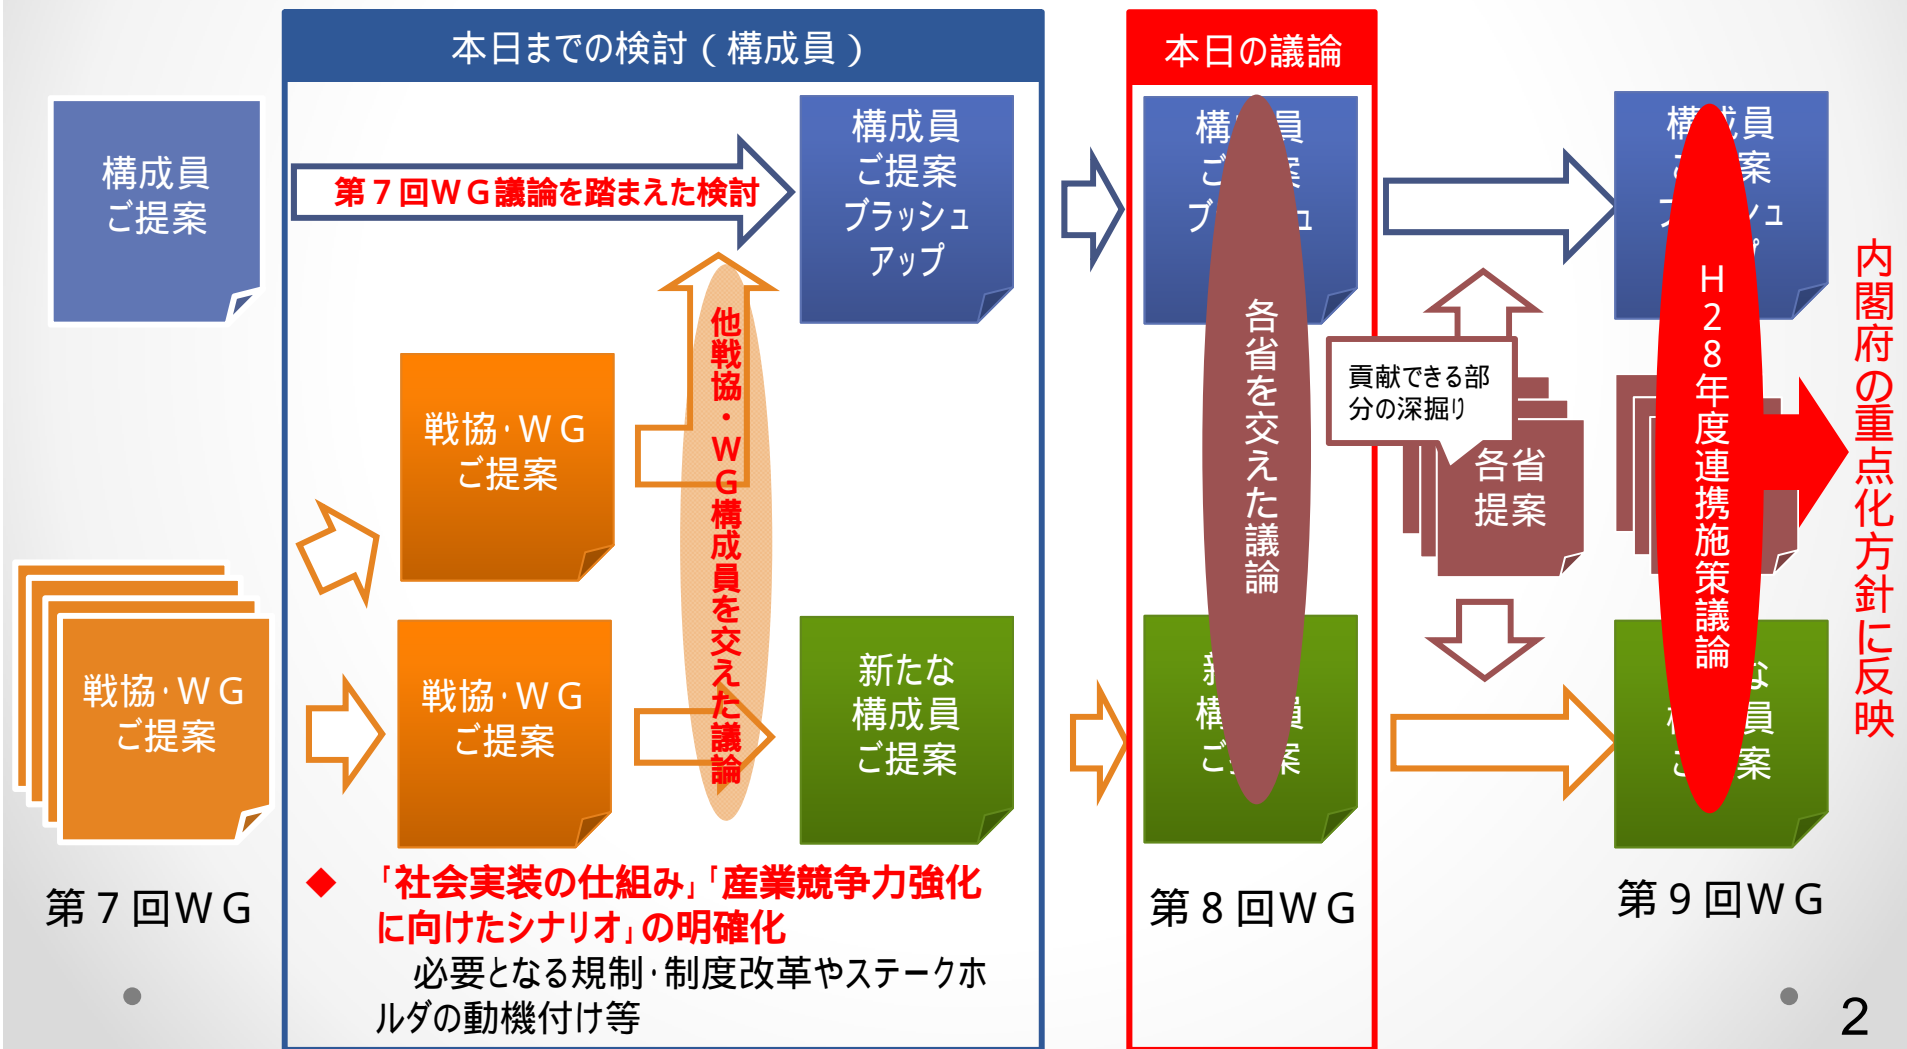 本日までの検討（構成員）
本日の議論
構成員
ご提案
第７回ＷＧ議論を踏まえた検討
構成員
ご提案
ブラッシュ
アップ
戦協・ＷＧ
ご提案
他戦協・ＷＧ構成員を交えた議論
戦協・ＷＧ
ご提案
戦協・ＷＧ
ご提案
新たな
構成員
ご提案
各省を交えた議論
貢献できる部
分の深掘り
各省
提案
Ｈ２８年度連携施策議論
内閣府の重点化方針に反映
第７回ＷＧ
◆ 「社会実装の仕組み」「産業競争力強化
に向けたシナリオ」の明確化
必要となる規制・制度改革やステークホ
ルダの動機付け等
第８回ＷＧ
第９回ＷＧ
2